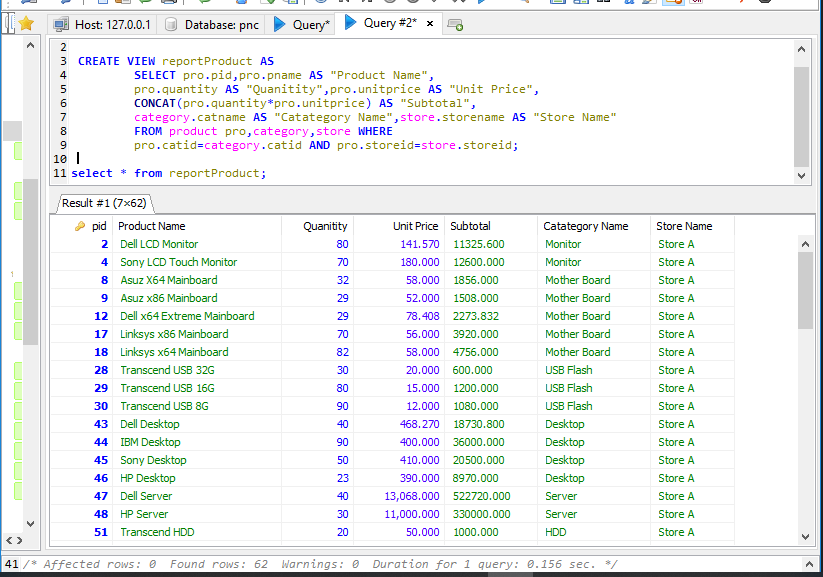 Host: 127.0.0.1 Database: pnc Query* Query #2*
2
3 CREATE VIEW reportProduct AS
4 SELECT pro.pid,pro.pname AS "Product Name",
5 pro.quantity AS "Quanitity",pro.unitprice AS "Unit Price",
6 CONCAT(pro.quantity*pro.unitprice) AS "Subtotal",
7 category.catname AS "Catategory Name",store.storename AS "Store Name"
8 FROM product pro,category,store WHERE
9 pro.catid=category.catid AND pro.storeid=store.storeid;
10
11 select * from reportProduct;
Result #1 (7×62)
pid Product Name Quanitity Unit Price Subtotal Catategory Name Store Name
2 Dell LCD Monitor 80 141.570 11325.600 Monitor Store A
4 Sony LCD Touch Monitor 70 180.000 12600.000 Monitor Store A
8 Asuz X64 Mainboard 32 58.000 1856.000 Mother Board Store A
9 Asuz x86 Mainboard 29 52.000 1508.000 Mother Board Store A
12 Dell x64 Extreme Mainboard 29 78.408 2273.832 Mother Board Store A
17 Linksys x86 Mainboard 70 56.000 3920.000 Mother Board Store A
18 Linksys x64 Mainboard 82 58.000 4756.000 Mother Board Store A
28 Transcend USB 32G 30 20.000 600.000 USB Flash Store A
29 Transcend USB 16G 80 15.000 1200.000 USB Flash Store A
30 Transcend USB 8G 90 12.000 1080.000 USB Flash Store A
43 Dell Desktop 40 468.270 18730.800 Desktop Store A
44 IBM Desktop 90 400.000 36000.000 Desktop Store A
45 Sony Desktop 50 410.000 20500.000 Desktop Store A
46 HP Desktop 23 390.000 8970.000 Desktop Store A
47 Dell Server 40 13,068.000 522720.000 Server Store A
48 HP Server 30 11,000.000 330000.000 Server Store A
51 Transcend HDD 20 50.000 1000.000 HDD Store A
41 /* Affected rows: 0 Found rows: 62 Warnings: 0 Duration for 1 query: 0.156 sec. */